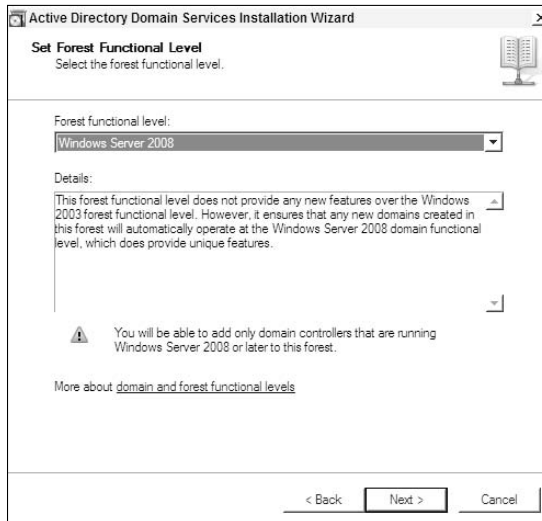 Active Directory Domain Services Installation Wizard
Set Forest Functional Level
Select the forest functional level.
Forest functional level:
Windows Server 2008
Details:
This forest functional level does not provide any new features over the Windows
2003 forest functional level. However, it ensures that any new domains created in
this forest will automatically operate at the Windows Server 2008 domain functional
level, which does provide unique features.
You will be able to add only domain controllers that are running
Windows Server 2008 or later to this forest.
More about domain and forest functional levels
< Back
Next >
Cancel